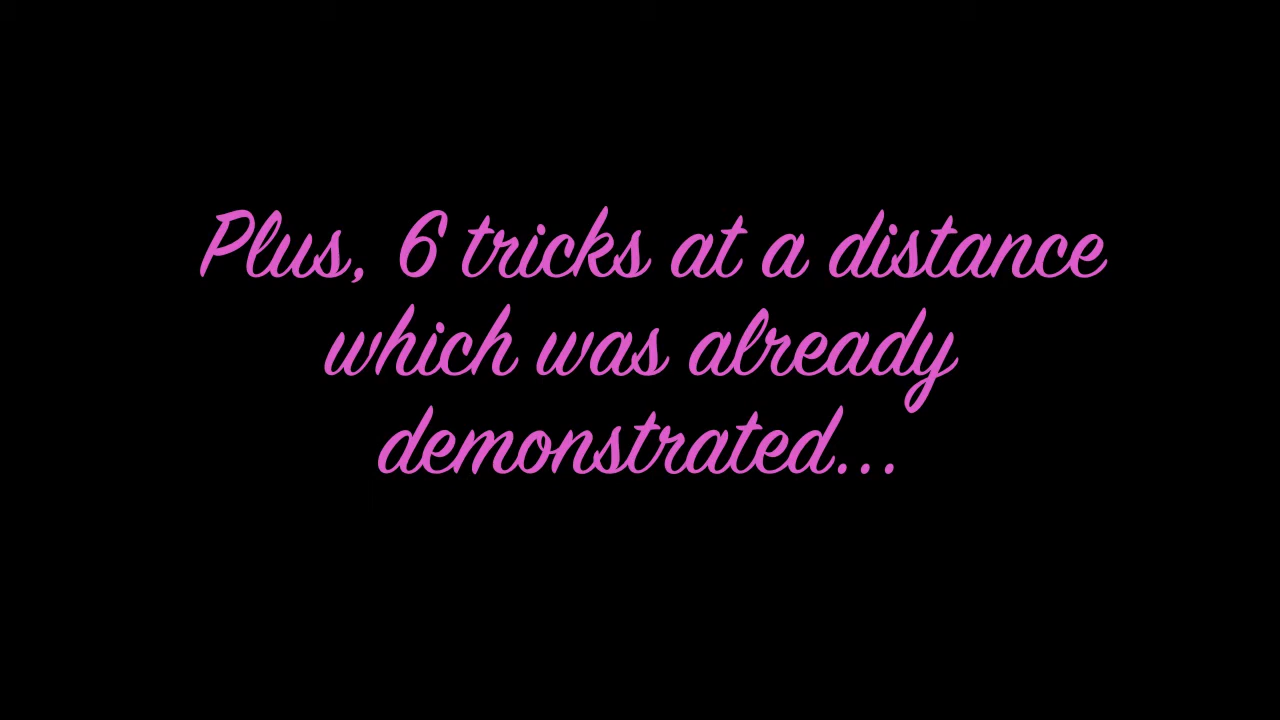 Plus, 6 tricks at a distance
which was already
demonstrated...